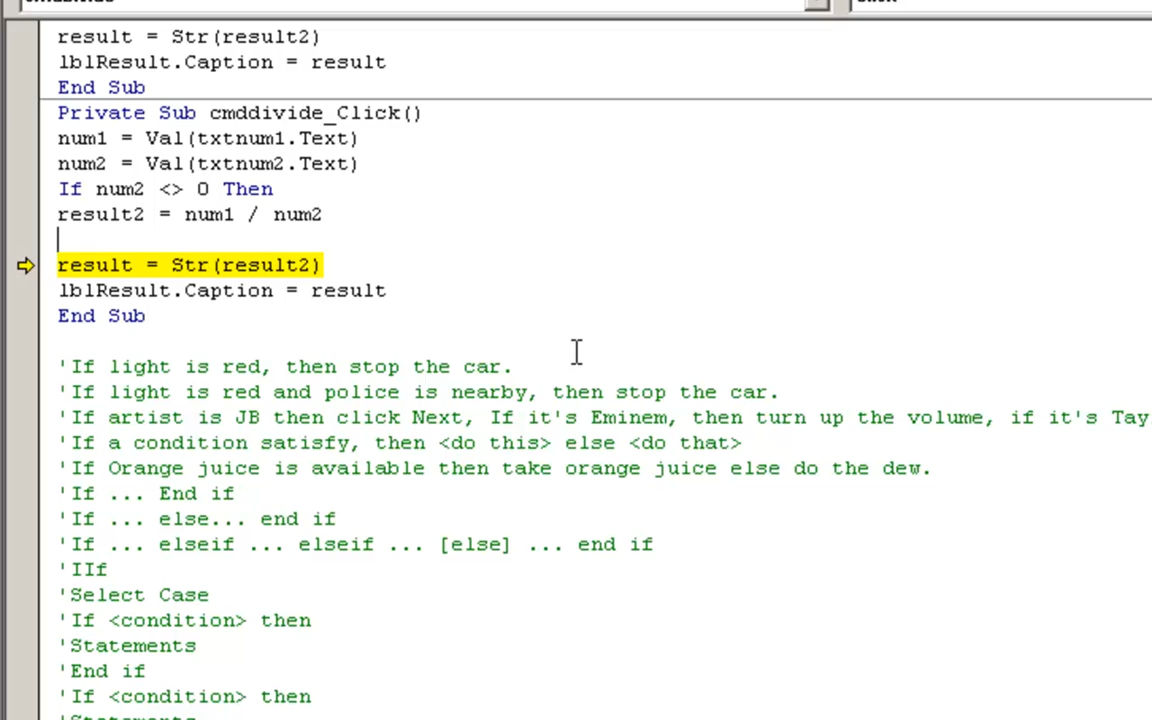 result = Str(result2)
lblResult.Caption = result
End Sub
Private Sub cmddivide_Click()
num1 = Val(txtnum1.Text)
num2 = Val(txtnum2.Text)
If num2 <> 0 Then
result2 = num1 / num2
result = Str(result2)
lblResult.Caption = result
End Sub
'If light is red, then stop the car.
'If light is red and police is nearby, then stop the car.
'If artist is JB then click Next, If it's Eminem, then turn up the volume, if it's Tay
'If a condition satisfy, then <do this> else <do that>
'If Orange juice is available then take orange juice else do the dew.
'If ... End if
'If ... else... end if
'If ... elseif ... elseif ... [else] ... end if
'IIf
'Select Case
'If <condition> then
'Statements
'End if
'If <condition> then
'Statements